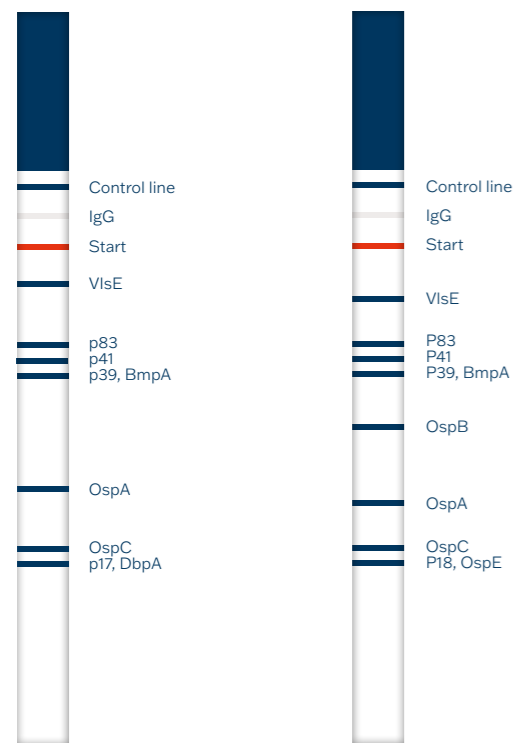 Control line
IgG
Start
VlsE
p83
p41
p39, BmpA
OspA
OspC
p17, DbpA
Control line
IgG
Start
VlsE
P83
P41
P39, BmpA
OspB
OspA
OspC
P18, OspE